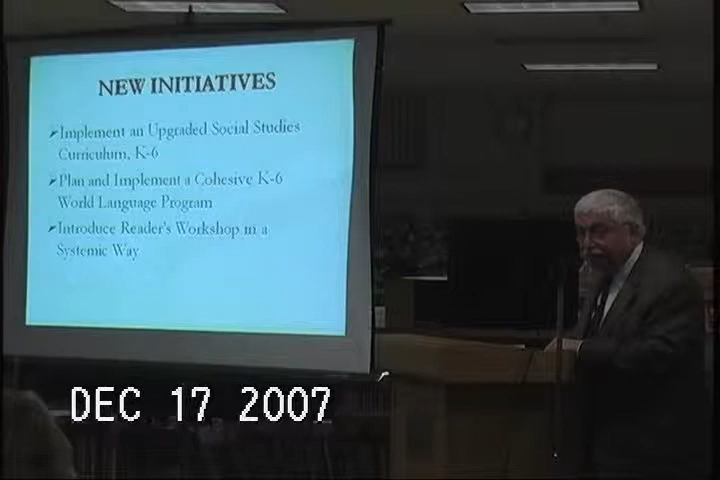 NEW INITIATIVES
➢Implement an Upgraded Social Studies
Curriculum, K-6
➢Plan and Implement a Cohesive K-6
World Language Program
➢Introduce Reader's Workshop in a
Systemic Way
DEC 17 2007